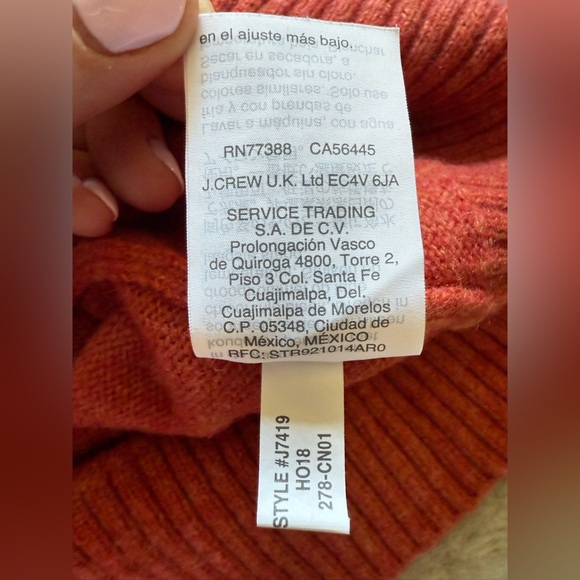 en el ajuste más bajo.
RN77388 CA56445
J.CREW U.K. Ltd EC4V 6JA
SERVICE TRADING
S.A. DE C.V.
Prolongación Vasco
de Quiroga 4800, Torre 2,
Piso 3 Col. Santa Fe
Cuajimalpa, Del.
Cuajimalpa de Morelos
C.P. 05348, Ciudad de
México, MÉXICO
RFC: STR921014AR0
STYLE #J7419
HO18
278-CN01